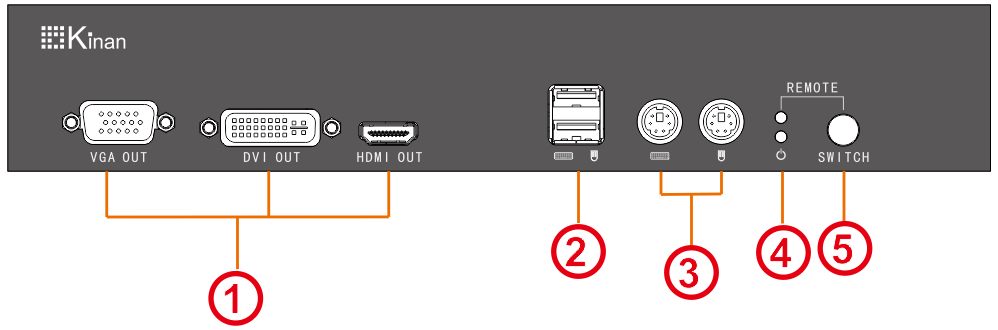 Kinan
REMOTE
VGA OUT
DVI OUT
HDMI OUT
SWITCH
1
2
3
4
5